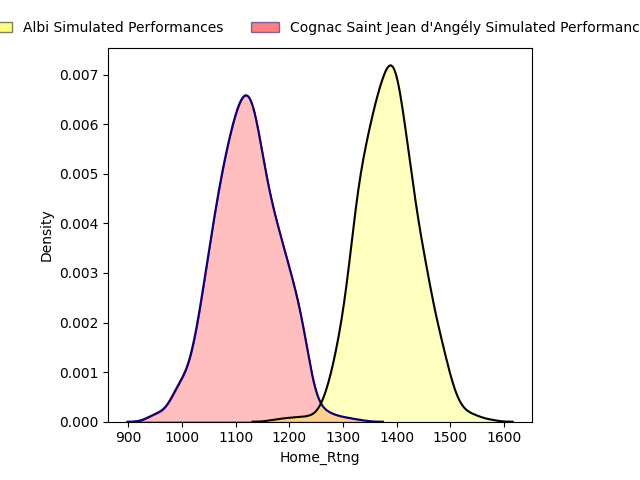 Albi Simulated Performances
Cognac Saint Jean d'Angély Simulated Performanc
0.007
0.006
0.005
0.004
0.003
0.002
0.001
0.000
Density
900 1000 1100 1200 1300 1400 1500 1600
Home_Rtng